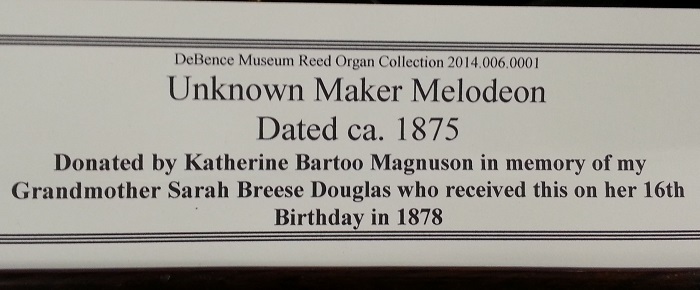 DeBence Museum Reed Organ Collection 2014.006.0001
Unknown Maker Melodeon
Dated ca. 1875
Donated by Katherine Bartoo Magnuson in memory of my
Grandmother Sarah Breese Douglas who received this on her 16th
Birthday in 1878